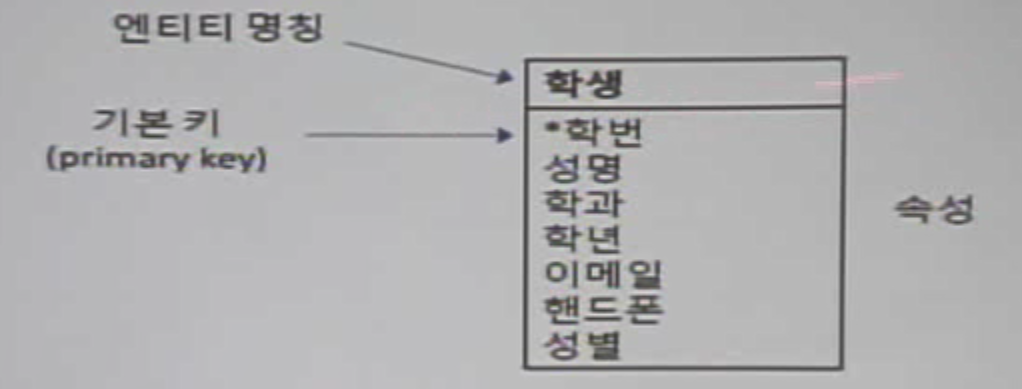 엔티티 명칭
학생
기본 키
(primary key)
*학번
성명
학과
학년
이메일
핸드폰
성별
속성